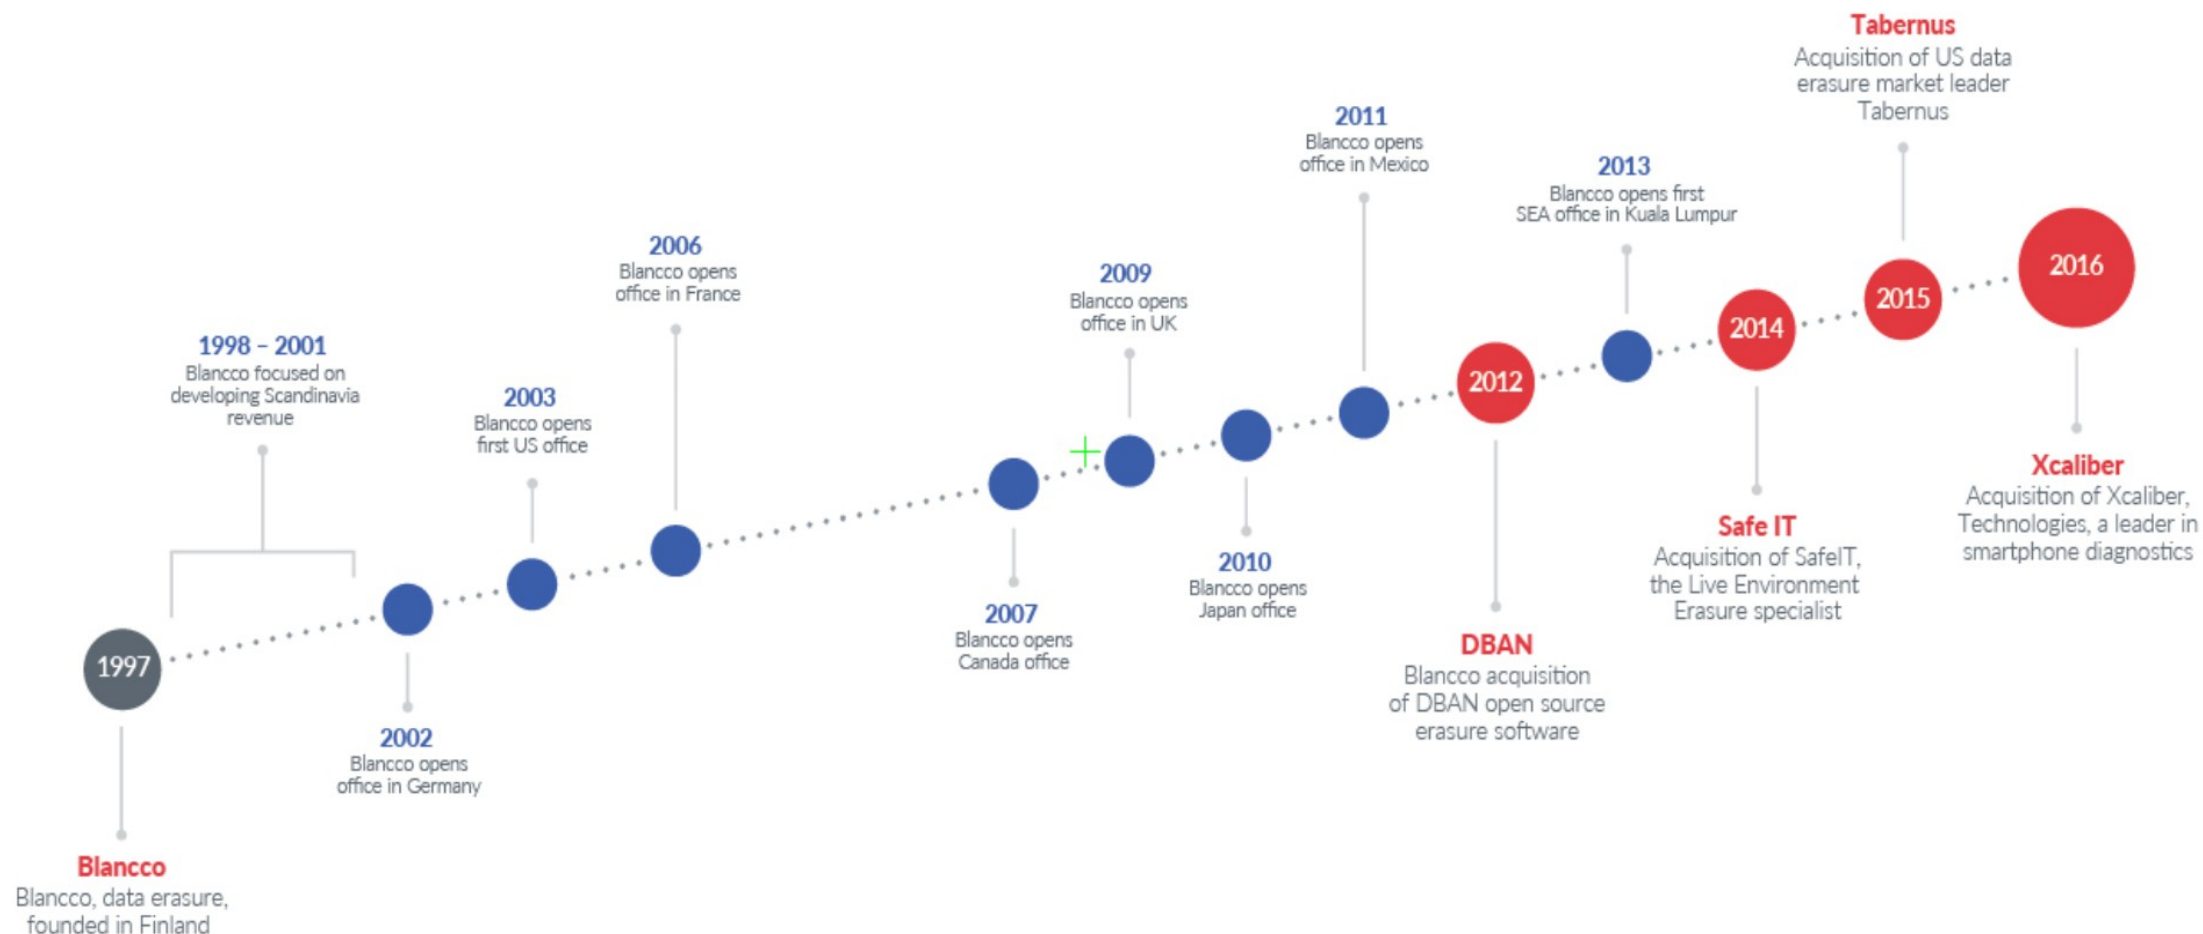 1997
Blancco
Blancco, data erasure,
founded in Finland
1998 – 2001
Blancco focused on
developing Scandinavia
revenue
2002
Blancco opens
office in Germany
2003
Blancco opens
first US office
2006
Blancco opens
office in France
2007
Blancco opens
Canada office
2009
Blancco opens
office in UK
2010
Blancco opens
Japan office
2011
Blancco opens
office in Mexico
2012
DBAN
Blancco acquisition
of DBAN open source
erasure software
2013
Blancco opens first
SEA office in Kuala Lumpur
2014
Safe IT
Acquisition of SafeIT,
the Live Environment
Erasure specialist
Tabernus
Acquisition of US data
erasure market leader
Tabernus
2015
2016
Xcaliber
Acquisition of Xcaliber,
Technologies, a leader in
smartphone diagnostics